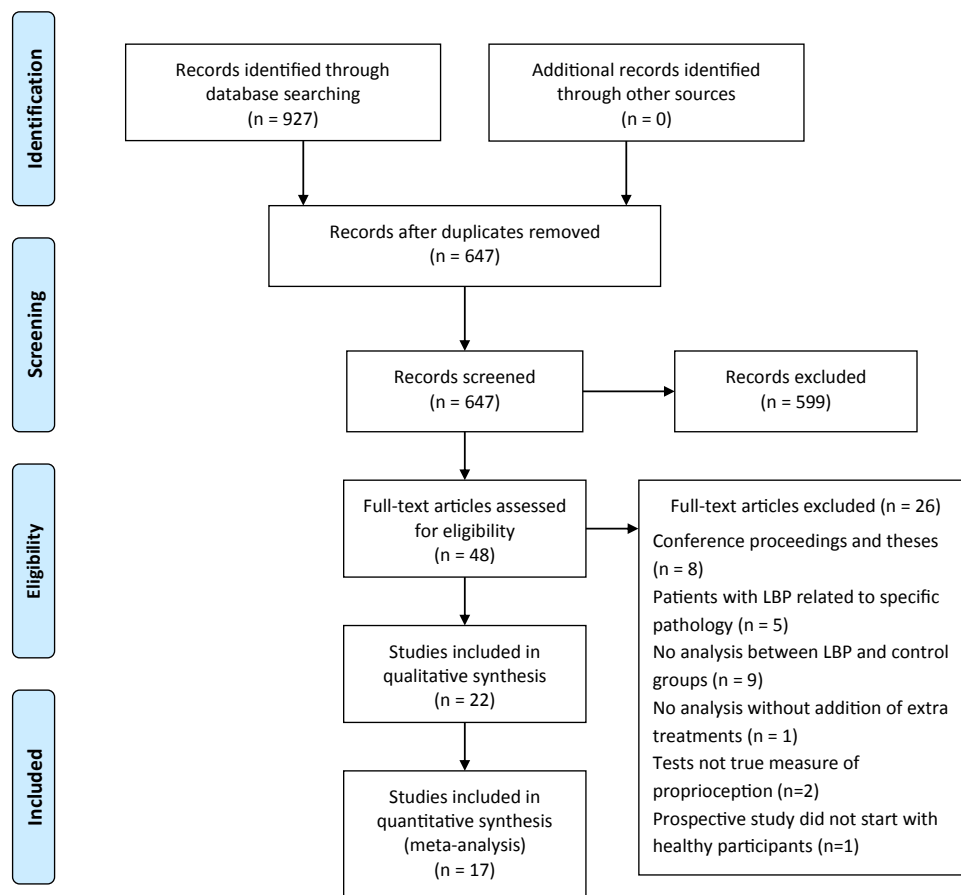 Identification
Records identified through
database searching
(n = 927)
Additional records identified
through other sources
(n = 0)
Records after duplicates removed
(n = 647)
Screening
Records screened
(n = 647)
Records excluded
(n = 599)
Eligibility
Full-text articles assessed
for eligibility
(n = 48)
Full-text articles excluded (n = 26)
Conference proceedings and theses
(n = 8)
Patients with LBP related to specific
pathology (n = 5)
No analysis between LBP and control
groups (n = 9)
No analysis without addition of extra
treatments (n = 1)
Tests not true measure of
proprioception (n=2)
Prospective study did not start with
healthy participants (n=1)
Studies included in
qualitative synthesis
(n = 22)
Included
Studies included in
quantitative synthesis
(meta-analysis)
(n = 17)